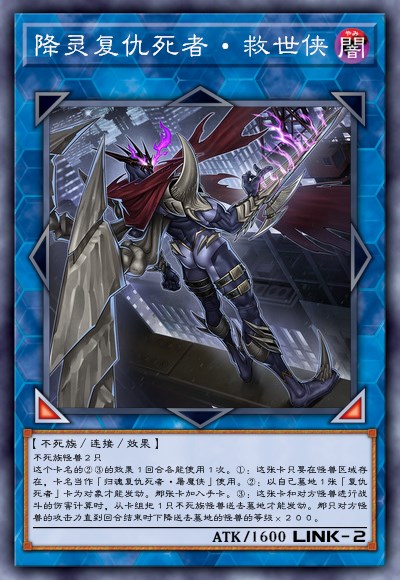 降灵复仇死者・救世侠
闇
やみ
【不死族／连接／效果】
不死族怪兽2只
这个卡名的②③的效果1回合各能使用1次。①：这张卡只要在怪兽区域存
在，卡名当作「归魂复仇死者・屠魔侠」使用。②：以自己墓地1张「复仇
死者」卡为对象才能发动。那张卡加入手卡。③：这张卡和对方怪兽进行战
斗的伤害计算时，从卡组把1只不死族怪兽送去墓地才能发动。那只对方怪
兽的攻击力直到回合结束时下降送去墓地的怪兽的等级×200。
ATK/1600 LINK-2